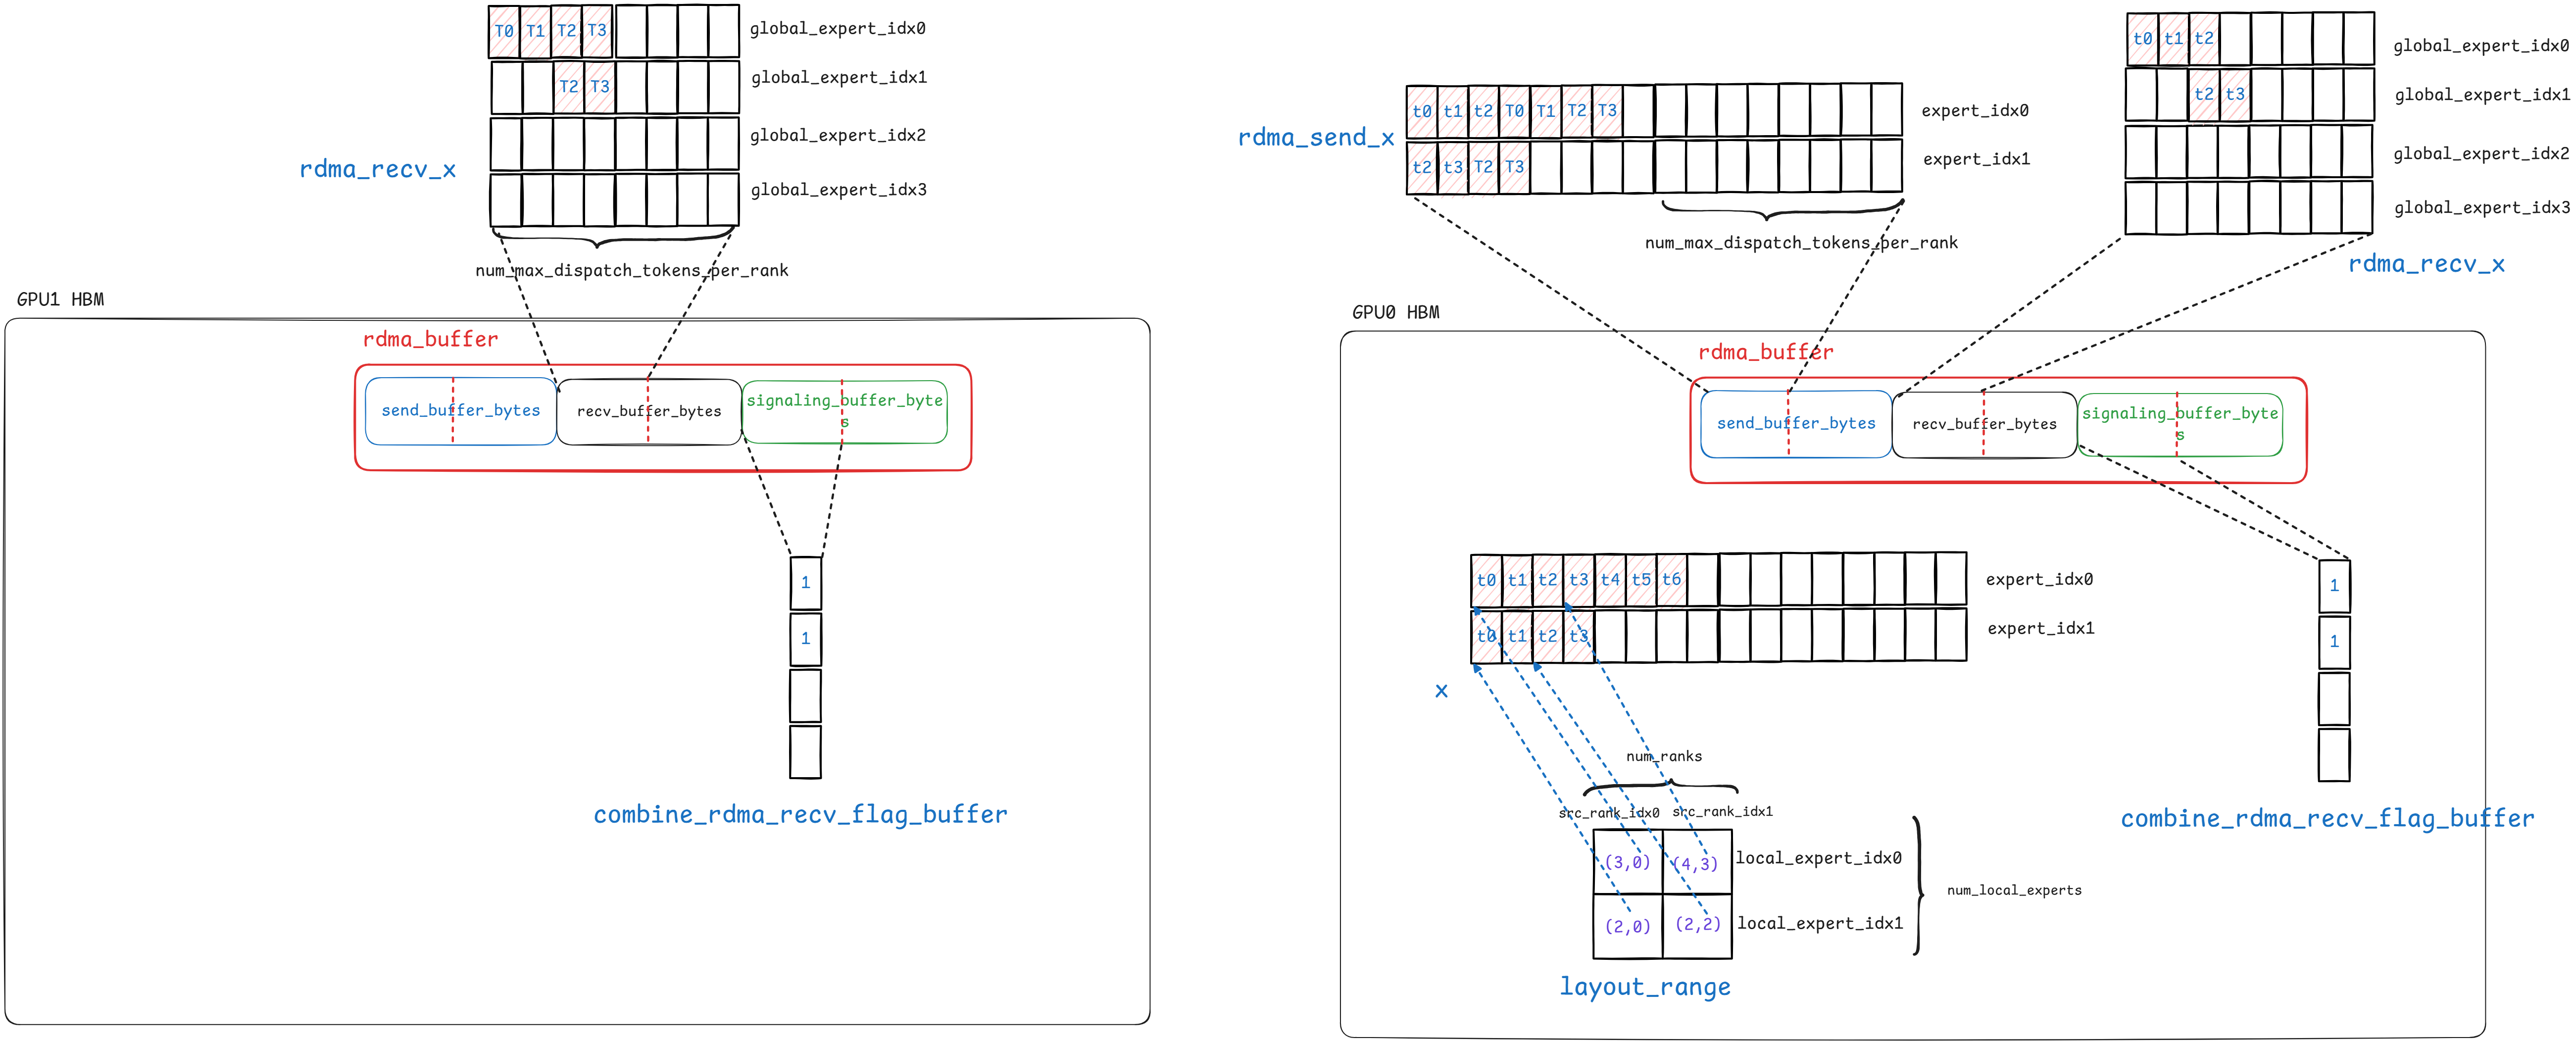 T0 T1 T2 T3 global_expert_idx0
T2 T3 global_expert_idx1
global_expert_idx2
rdma_recv_x
global_expert_idx3
num_max_dispatch_tokens_per_rank
GPU1 HBM
rdma_buffer
send_buffer_bytes
recv_buffer_bytes
signaling_buffer_byte
s
1
1
combine_rdma_recv_flag_buffer
t0 t1 t2 T0 T1 T2 T3 expert_idx0
rdma_send_x
t2 t3 T2 T3 expert_idx1
num_max_dispatch_tokens_per_rank
t0 t1 t2 global_expert_idx0
t2 t3 global_expert_idx1
global_expert_idx2
global_expert_idx3
rdma_recv_x
GPU0 HBM
rdma_buffer
send_buffer_bytes
recv_buffer_bytes
signaling_buffer_byte
s
t0 t1 t2 t3 t4 t5 t6 expert_idx0
t0 t1 t2 t3 expert_idx1
x
1
1
combine_rdma_recv_flag_buffer
num_ranks
src_rank_idx0 src_rank_idx1
(3,0) (4,3) local_expert_idx0
num_local_experts
(2,0) (2,2) local_expert_idx1
layout_range